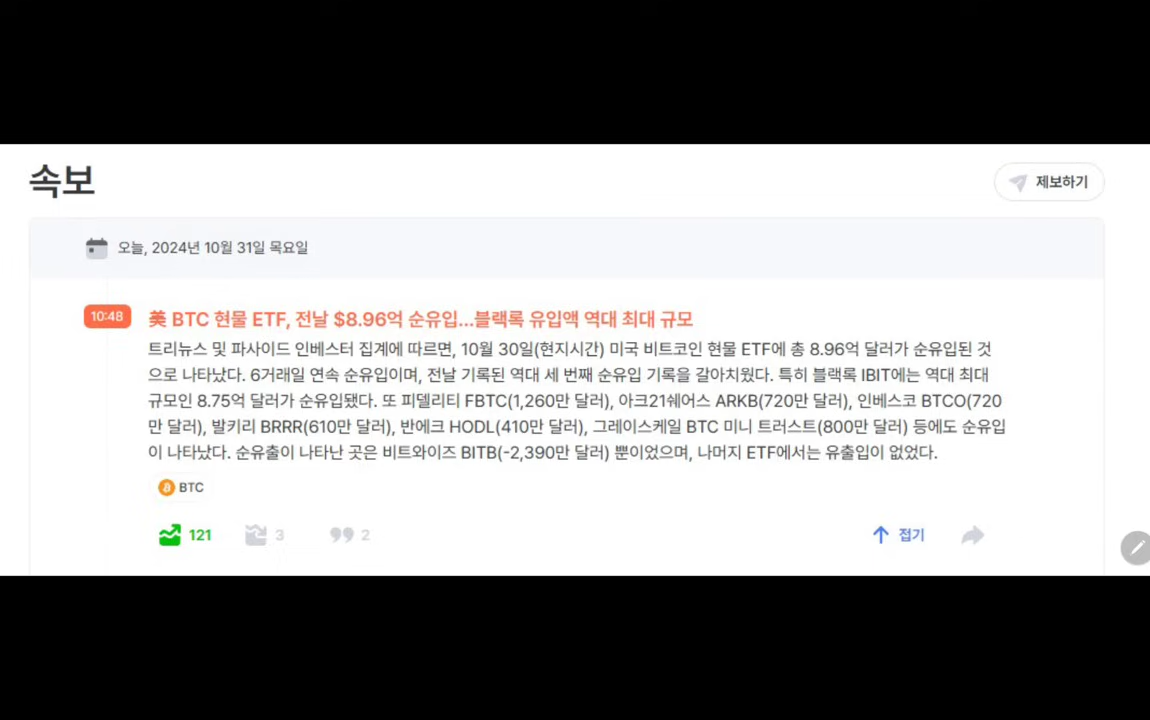 속보
제보하기
오늘, 2024년 10월 31일 목요일
10:48
美 BTC 현물 ETF, 전날 $8.96억 순유입...블랙록 유입액 역대 최대 규모
트리뉴스 및 파사이드 인베스터 집계에 따르면, 10월 30일(현지시간) 미국 비트코인 현물 ETF에 총 8.96억 달러가 순유입된 것
으로 나타났다. 6거래일 연속 순유입이며, 전날 기록된 역대 세 번째 순유입 기록을 갈아치웠다. 특히 블랙록 IBIT에는 역대 최대
규모인 8.75억 달러가 순유입됐다. 또 피델리티 FBTC(1,260만 달러), 아크21쉐어스 ARKB(720만 달러), 인베스코 BTCO(720
만 달러), 발키리 BRRR(610만 달러), 반에크 HODL(410만 달러), 그레이스케일 BTC 미니 트러스트(800만 달러) 등에도 순유입
이 나타났다. 순유출이 나타난 곳은 비트와이즈 BITB(-2,390만 달러) 뿐이었으며, 나머지 ETF에서는 유출입이 없었다.
BTC
121
3
2
접기